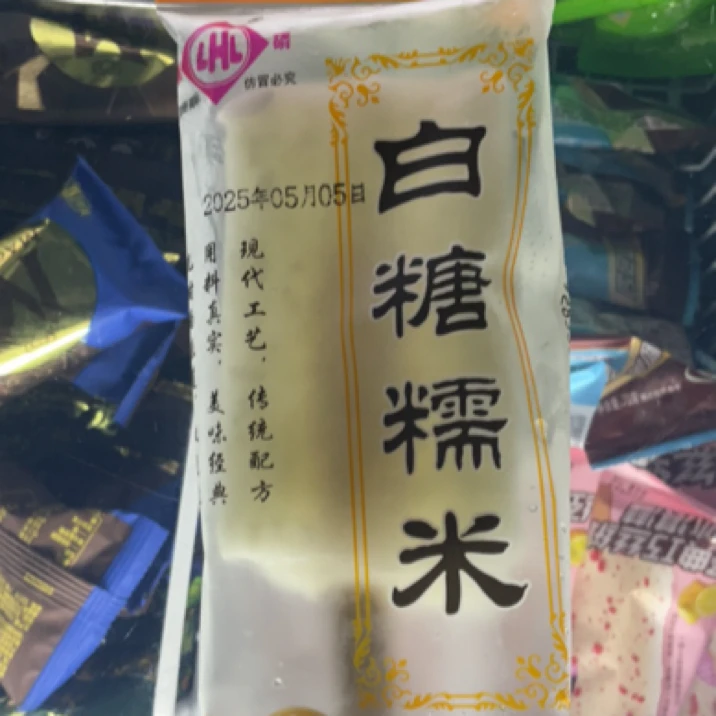 LHL
仿冒必究
2025年05月05日
白糖糯米
现代工艺，传统配方
用料真实，美味经典